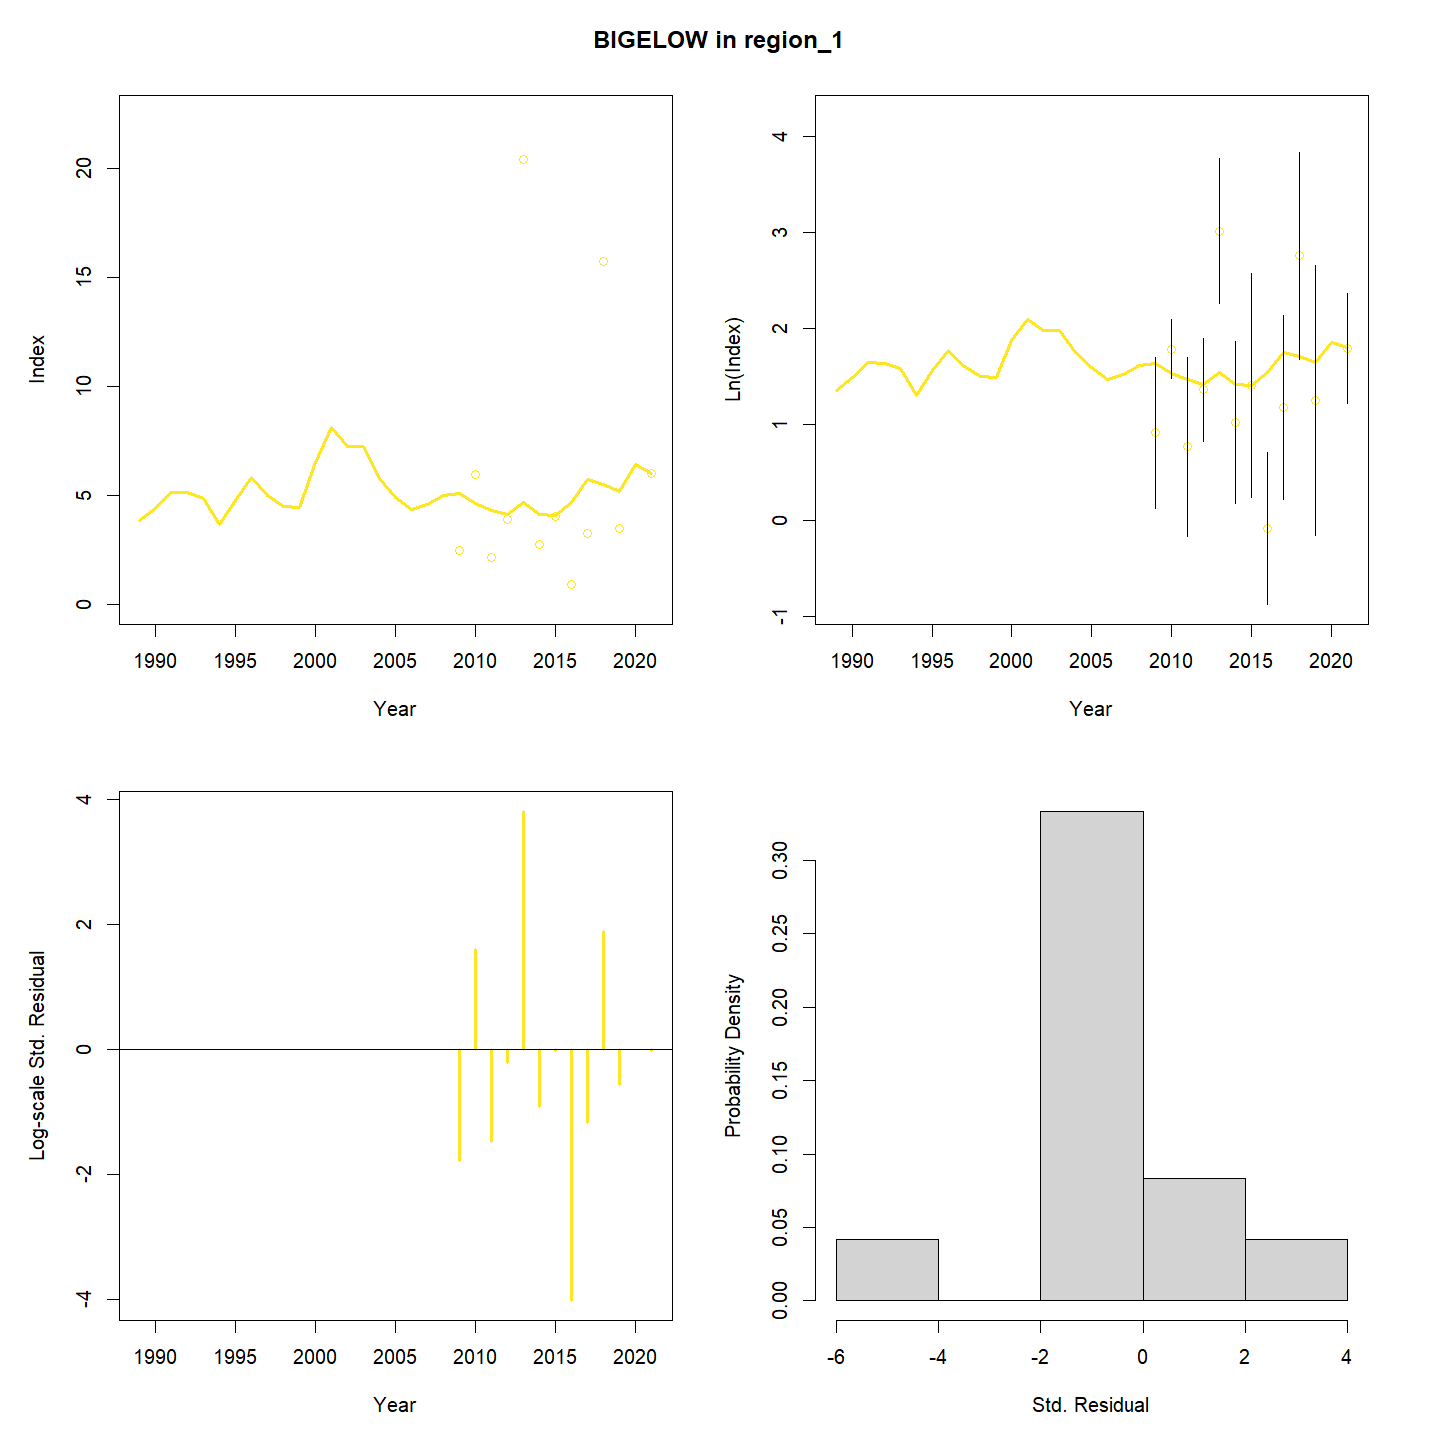 BIGELOW in region_1
Index
0 5 10 15 20
1990 1995 2000 2005 2010 2015 2020
Year
Ln(Index)
-1 0 1 2 3 4
1990 1995 2000 2005 2010 2015 2020
Year
Log-scale Std. Residual
-4 -2 0 2 4
1990 1995 2000 2005 2010 2015 2020
Year
Probability Density
0.00 0.05 0.10 0.15 0.20 0.25 0.30
-6 -4 -2 0 2 4
Std. Residual